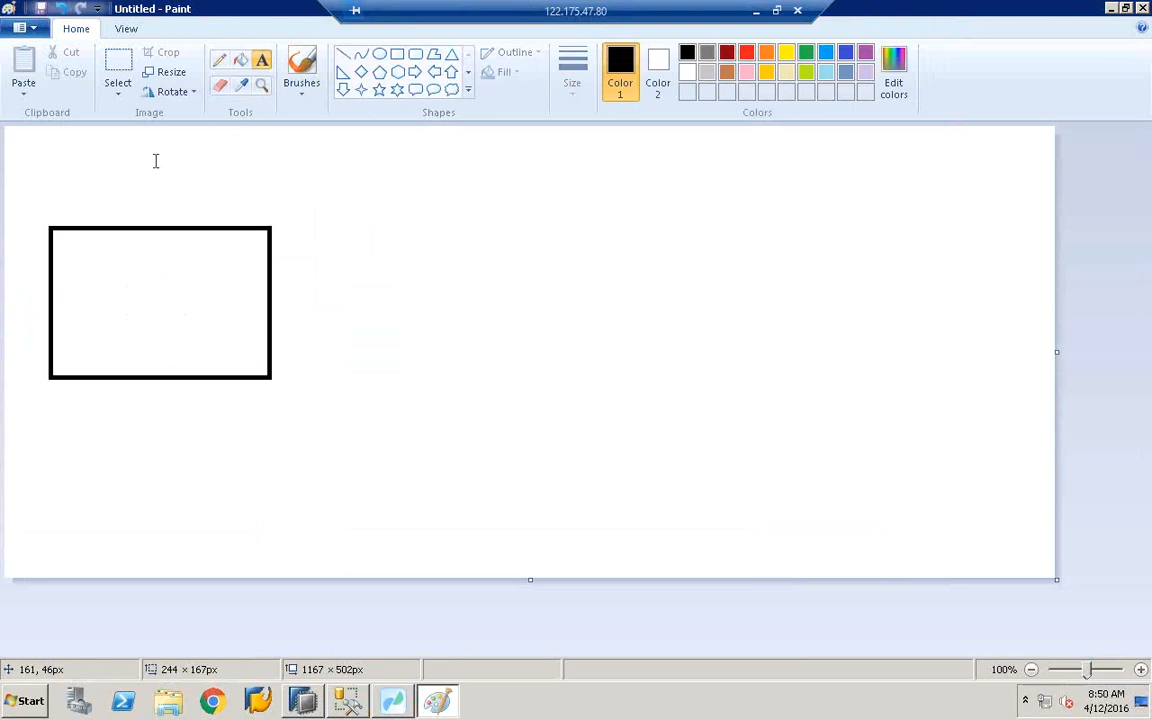 Untitled - Paint
122.175.47.80
Home
View
Paste
Cut
Copy
Clipboard
Select
Crop
Resize
Rotate
Image
A
Tools
Brushes
Outline
Fill
Shapes
Size
Color 1
Color 2
Edit colors
Colors
161, 46px
244 × 167px
1167 × 502px
100%
Start
8:50 AM
4/12/2016